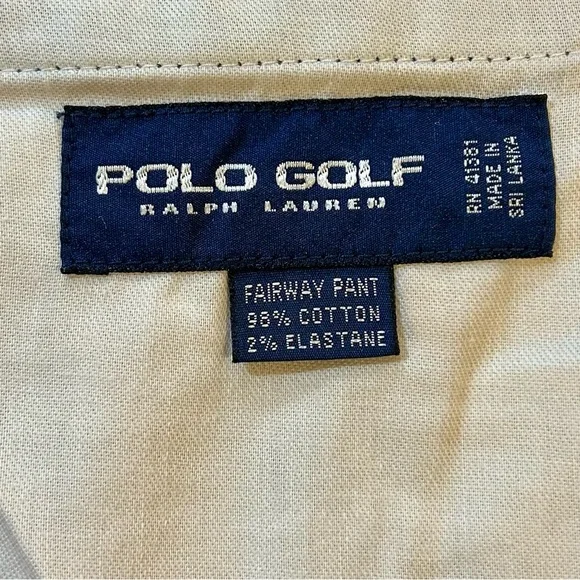 POLO GOLF
RALPH LAUREN
RN 41381
MADE IN
SRI LANKA
FAIRWAY PANT
98% COTTON
2% ELASTANE